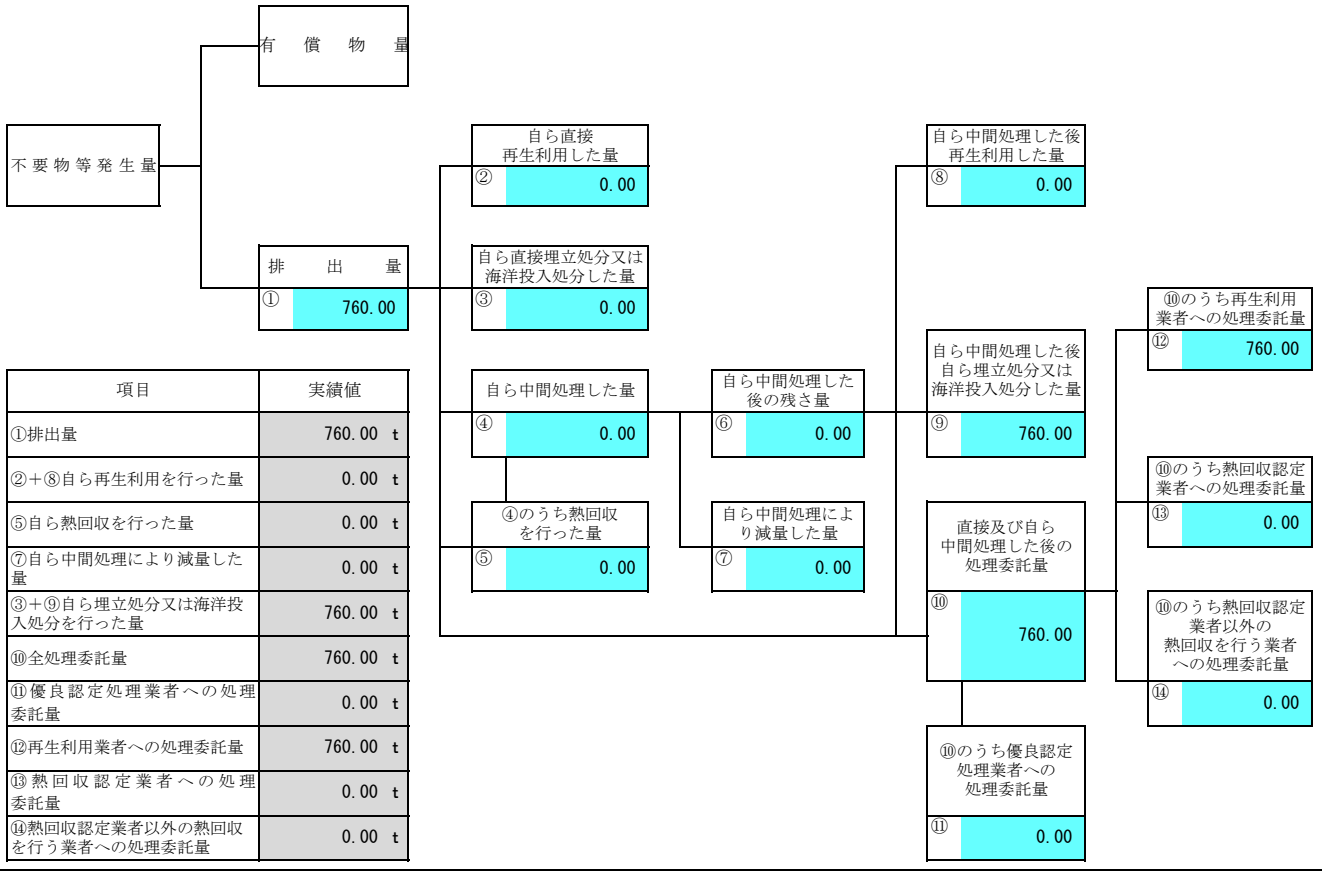 有償物量
不要物等発生量
自ら直接
再生利用した量
② 0.00
自ら中間処理した後
再生利用した量
⑧ 0.00
排出量
① 760.00
自ら直接埋立処分又は
海洋投入処分した量
③ 0.00
⑩のうち再生利用
業者への処理委託量
⑫ 760.00
自ら中間処理した後
自ら埋立処分又は
海洋投入処分した量
⑨ 760.00
自ら中間処理した量
④ 0.00
自ら中間処理した
後の残さ量
⑥ 0.00
⑩のうち熱回収認定
業者への処理委託量
⑬ 0.00
④のうち熱回収
を行った量
⑤ 0.00
自ら中間処理によ
り減量した量
⑦ 0.00
直接及び自ら
中間処理した後の
処理委託量
⑩ 760.00
⑩のうち熱回収認定
業者以外の
熱回収を行う業者
への処理委託量
⑭ 0.00
⑩のうち優良認定
処理業者への
処理委託量
⑪ 0.00
項目 実績値
①排出量 760.00 t
②＋⑧自ら再生利用を行った量 0.00 t
⑤自ら熱回収を行った量 0.00 t
⑦自ら中間処理により減量した
量 0.00 t
③＋⑨自ら埋立処分又は海洋投
入処分を行った量 760.00 t
⑩全処理委託量 760.00 t
⑪優良認定処理業者への処理
委託量 0.00 t
⑫再生利用業者への処理委託量 760.00 t
⑬熱回収認定業者への処理
委託量 0.00 t
⑭熱回収認定業者以外の熱回収
を行う業者への処理委託量 0.00 t